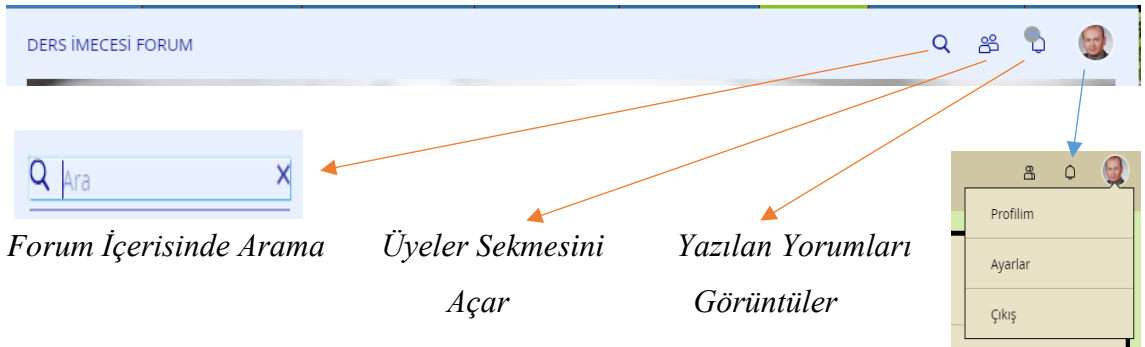 DERS İMECESİ FORUM
Ara
Forum İçerisinde Arama
Üyeler Sekmesini
Açar
Yazılan Yorumları
Görüntüler
Profilim
Ayarlar
Çıkış